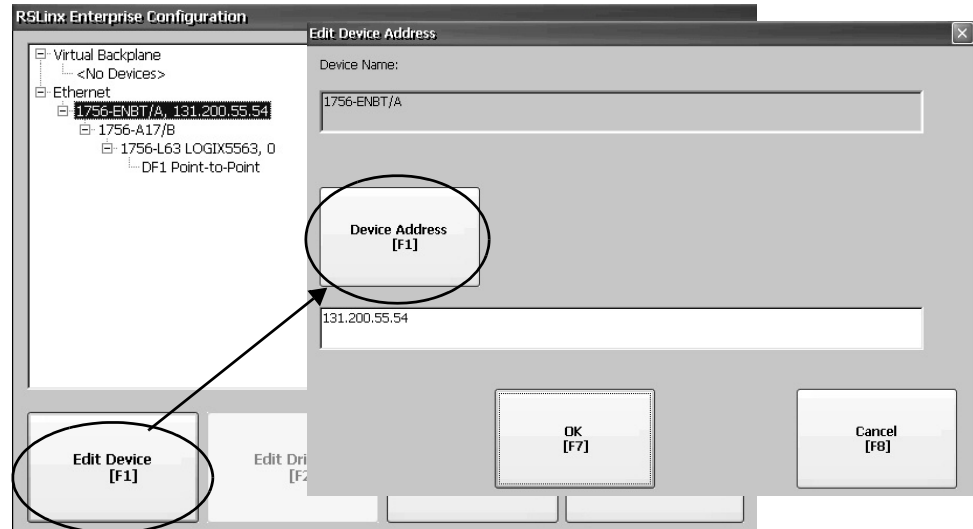 RSLinx Enterprise Configuration
Virtual Backplane
<No Devices>
Ethernet
1756-ENBT/A, 131.200.55.54
1756-A17/B
1756-L63 LOGIX5563, 0
DF1 Point-to-Point
Edit Device
[F1]
Edit Dri
[F2
Edit Device Address
Device Name:
1756-ENBT/A
Device Address
[F1]
131.200.55.54
OK
[F7]
Cancel
[F8]